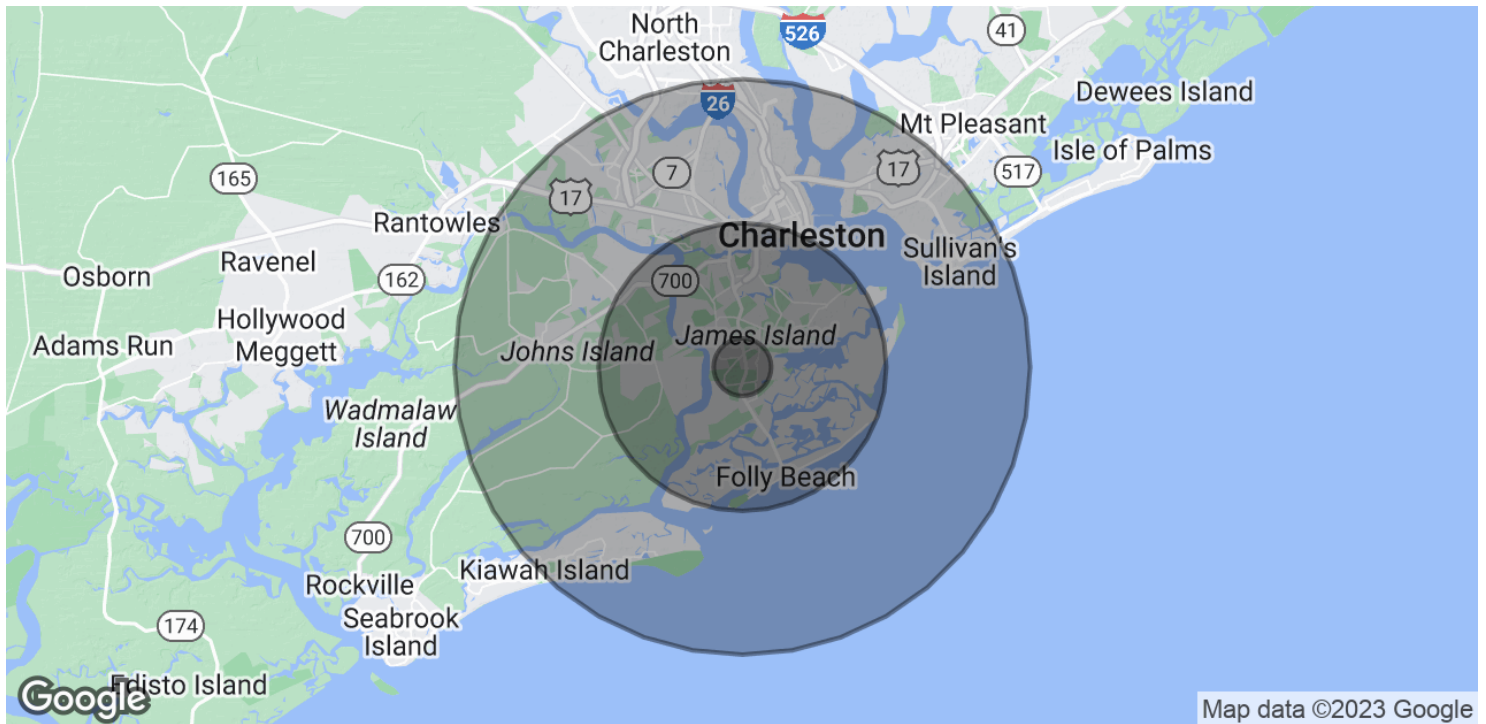 North
Charleston
526
41
Dewees Island
26
Mt Pleasant
Isle of Palms
165
7
17
517
17
Rantowles
Charleston
Sullivan's
Island
Ravenel
Osborn
162
700
Hollywood
Adams Run
Meggett
James Island
Johns Island
Wadmalaw
Island
Folly Beach
700
Kiawah Island
Rockville
Seabrook
Island
174
Edisto Island
Google
Map data ©2023 Google